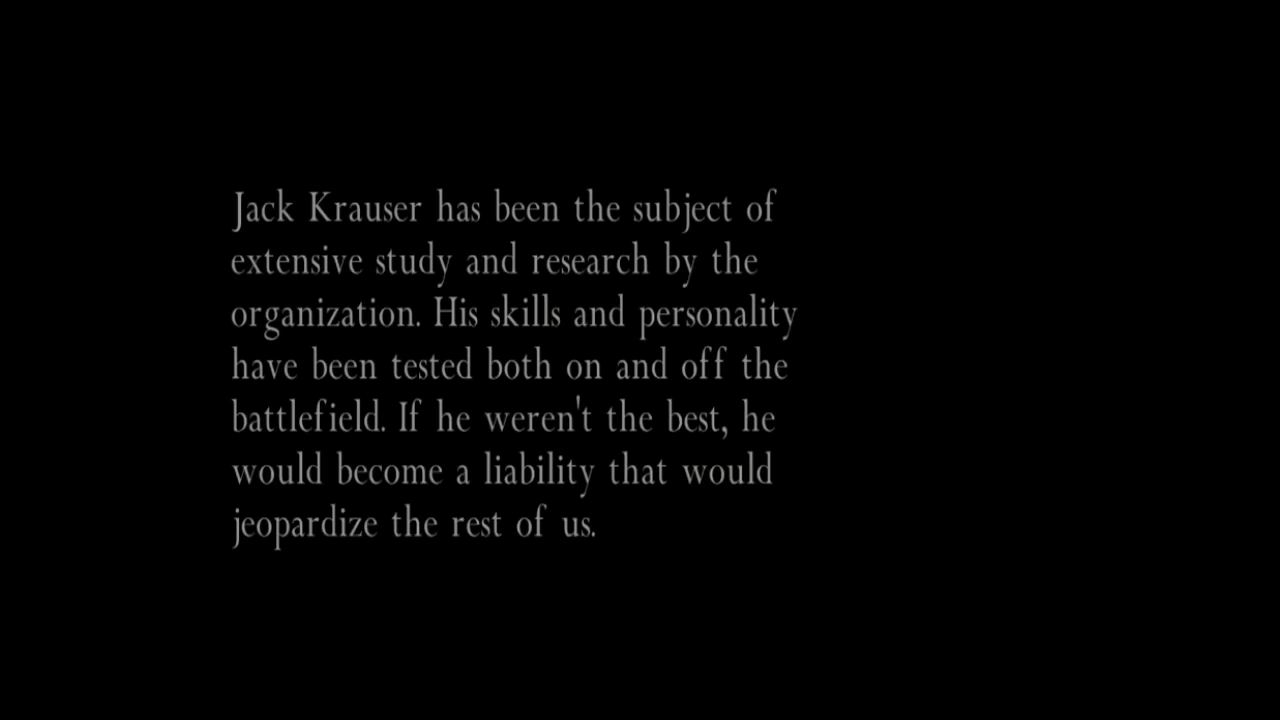 Jack Krauser has been the subject of
extensive study and research by the
organization. His skills and personality
have been tested both on and off the
battlefield. If he weren't the best, he
would become a liability that would
jeopardize the rest of us.